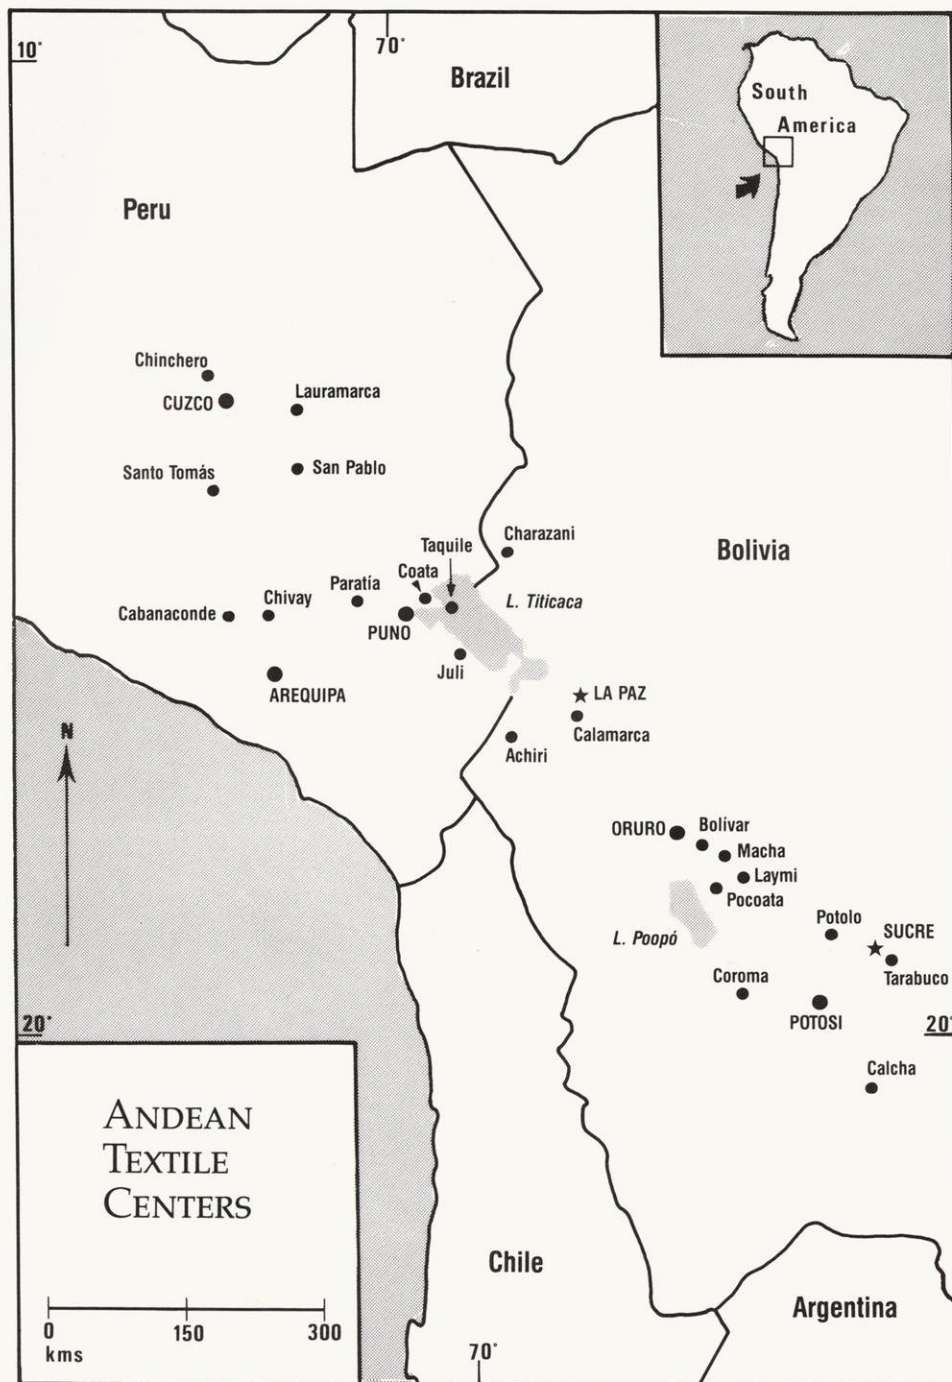 10°
70°
Brazil
South
America
Peru
Chinchero
CUZCO
Lauramarca
Santo Tomás
San Pablo
Charazani
Bolivia
Taquile
Coata
Paratía
Chivay
Cabanaconde
L. Titicaca
PUNO
Juli
AREQUIPA
LA PAZ
Calamarca
Achiri
N
ORURO
Bolívar
Macha
Laymi
Pocoata
L. Poopó
Potolo
SUCRE
Tarabuco
Coroma
POTOSI
20°
20°
Calcha
ANDEAN
TEXTILE
CENTERS
Chile
Argentina
0
150
300
kms
70°